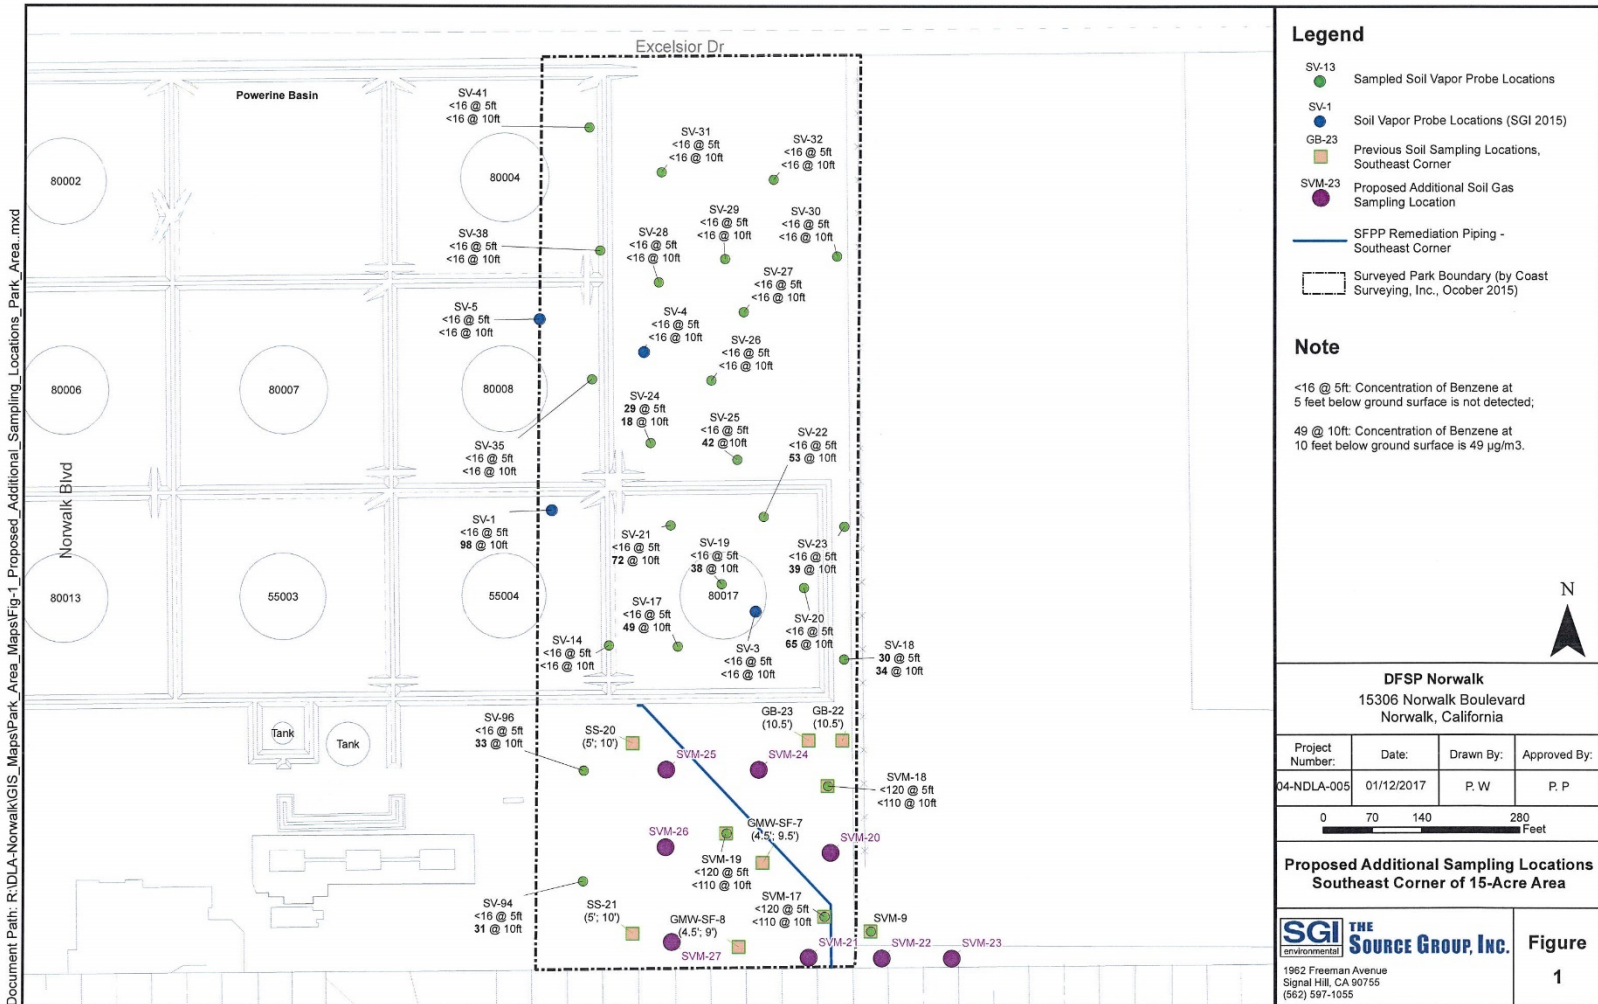 Document Path: R:\DLA-Norwalk\GIS_Maps\Park_Area_Maps\Fig-1_Proposed_Additional_Sampling_Locations_Park_Area..mxd
Excelsior Dr
Norwalk Blvd
Powerine Basin
80002
80004
80006
80007
80008
80013
55003
55004
80017
Tank
Tank
SV-41
<16 @ 5ft
<16 @ 10ft
SV-31
<16 @ 5ft
<16 @ 10ft
SV-32
<16 @ 5ft
<16 @ 10ft
SV-38
<16 @ 5ft
<16 @ 10ft
SV-28
<16 @ 5ft
<16 @ 10ft
SV-29
<16 @ 5ft
<16 @ 10ft
SV-30
<16 @ 5ft
<16 @ 10ft
SV-27
<16 @ 5ft
<16 @ 10ft
SV-5
<16 @ 5ft
<16 @ 10ft
SV-4
<16 @ 5ft
<16 @ 10ft
SV-26
<16 @ 5ft
<16 @ 10ft
SV-24
29 @ 5ft
18 @ 10ft
SV-25
<16 @ 5ft
42 @10ft
SV-22
<16 @ 5ft
53 @ 10ft
SV-35
<16 @ 5ft
<16 @ 10ft
SV-1
<16 @ 5ft
98 @ 10ft
SV-21
<16 @ 5ft
72 @ 10ft
SV-19
<16 @ 5ft
38 @ 10ft
SV-23
<16 @ 5ft
39 @ 10ft
SV-17
<16 @ 5ft
49 @ 10ft
SV-20
<16 @ 5ft
65 @ 10ft
SV-14
<16 @ 5ft
<16 @ 10ft
SV-3
<16 @ 5ft
<16 @ 10ft
SV-18
30 @ 5ft
34 @ 10ft
SV-96
<16 @ 5ft
33 @ 10ft
SS-20
(5'; 10')
GB-23
(10.5')
GB-22
(10.5')
SVM-25
SVM-24
SVM-18
<120 @ 5ft
<110 @ 10ft
SVM-26
GMW-SF-7
(4.5'; 9.5')
SVM-20
SVM-19
<120 @ 5ft
<110 @ 10ft
SV-94
<16 @ 5ft
31 @ 10ft
SS-21
(5'; 10')
GMW-SF-8
(4.5'; 9')
SVM-17
<120 @ 5ft
<110 @ 10ft
SVM-9
SVM-27
SVM-21
SVM-22
SVM-23
Legend
SV-13
Sampled Soil Vapor Probe Locations
SV-1
Soil Vapor Probe Locations (SGI 2015)
GB-23
Previous Soil Sampling Locations,
Southeast Corner
SVM-23
Proposed Additional Soil Gas
Sampling Location
SFPP Remediation Piping -
Southeast Corner
Surveyed Park Boundary (by Coast
Surveying, Inc., Ocober 2015)
Note
<16 @ 5ft: Concentration of Benzene at
5 feet below ground surface is not detected;
49 @ 10ft: Concentration of Benzene at
10 feet below ground surface is 49 µg/m3.
N
DFSP Norwalk
15306 Norwalk Boulevard
Norwalk, California
Project Number:
Date:
Drawn By:
Approved By:
04-NDLA-005
01/12/2017
P. W
P. P
0 70 140 280
Feet
Proposed Additional Sampling Locations
Southeast Corner of 15-Acre Area
SGI
environmental
THE
SOURCE GROUP, INC.
1962 Freeman Avenue
Signal Hill, CA 90755
(562) 597-1055
Figure
1